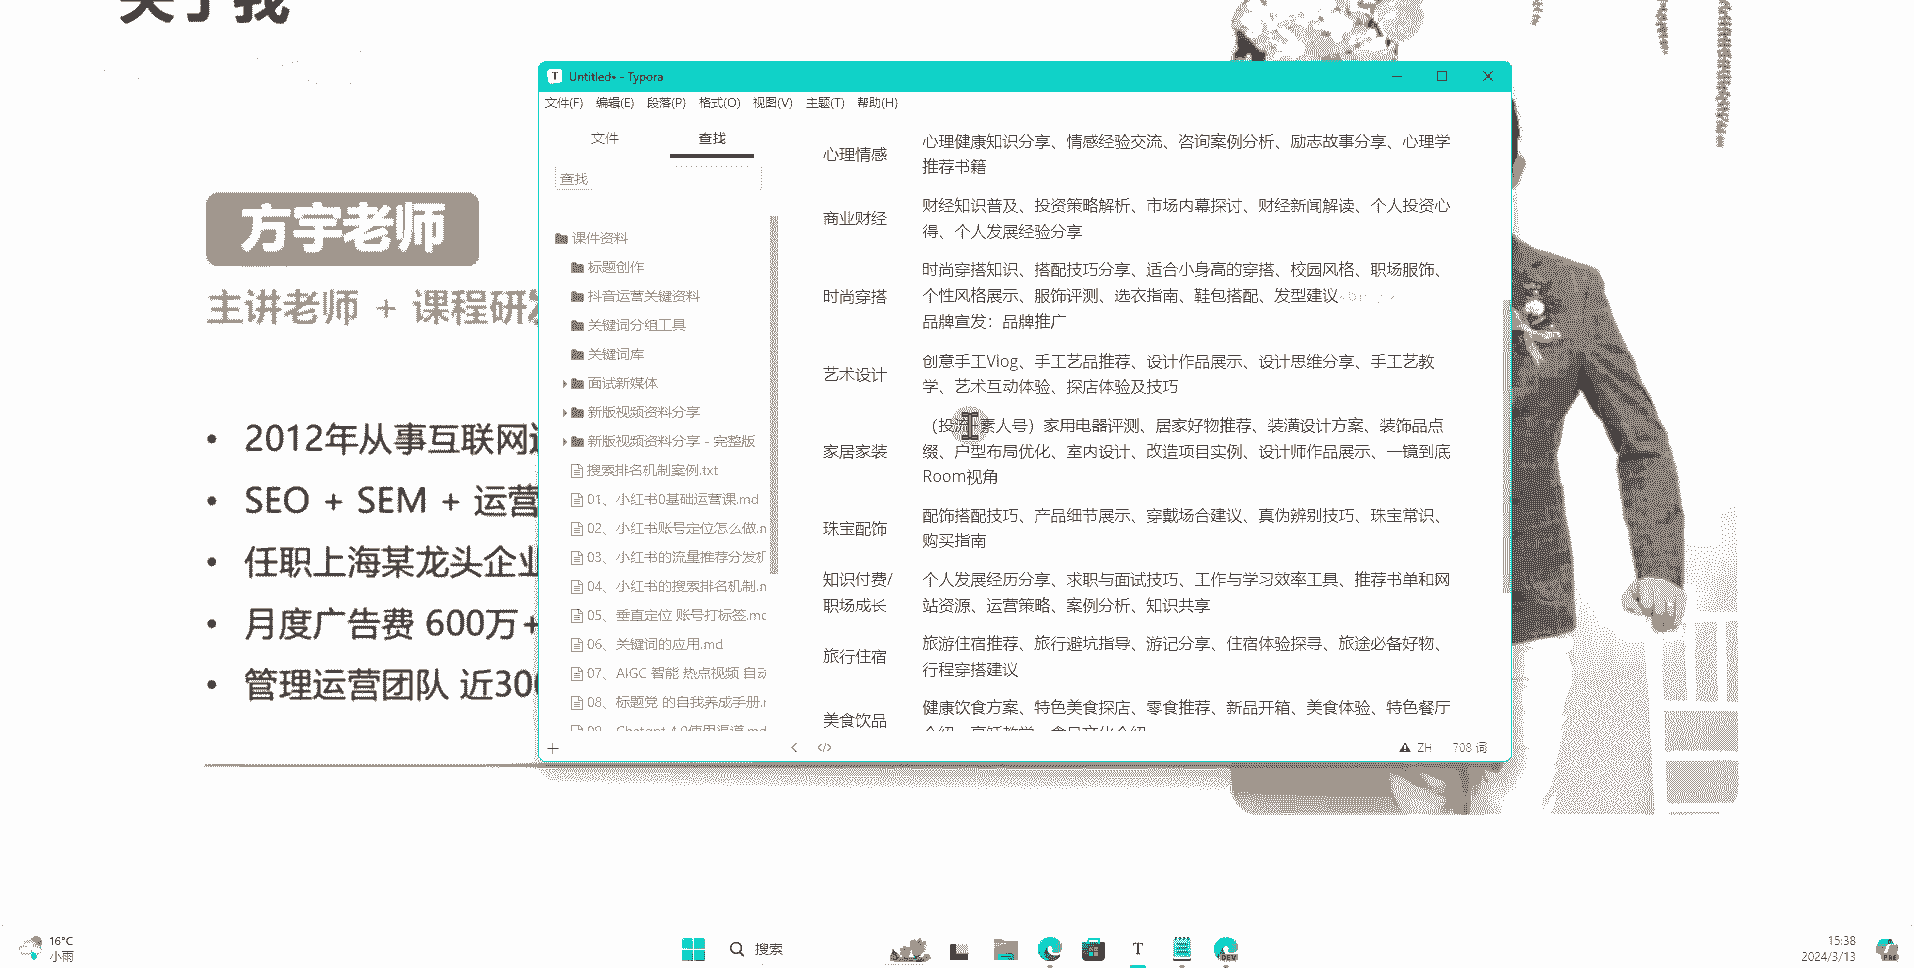 关于我
方宇老师
主讲老师 + 课程研发
• 2012年从事互联网运
• SEO + SEM + 运营
• 任职上海某龙头企业
• 月度广告费 600万+
• 管理运营团队 近300
Untitled• - Typora
文件(F) 编辑(E) 段落(P) 格式(O) 视图(V) 主题(T) 帮助(H)
文件 查找
查找
课件资料
标题创作
抖音运营关键资料
关键词分组工具
关键词库
面试新媒体
新版视频资料分享
新版视频资料分享 - 完整版
搜索排名机制案例.txt
01、小红书0基础运营课.md
02、小红书账号定位怎么做.m
03、小红书的流量推荐分发机
04、小红书的搜索排名机制.m
05、垂直定位 账号打标签.md
06、关键词的应用.md
07、AIGC 智能 热点视频 自动
08、标题党 的自我养成手册.m
09、Chatgpt 4.0使用渠道.md
心理情感
心理健康知识分享、情感经验交流、咨询案例分析、励志故事分享、心理学
推荐书籍
商业财经
财经知识普及、投资策略解析、市场内幕探讨、财经新闻解读、个人投资心
得、个人发展经验分享
时尚穿搭
时尚穿搭知识、搭配技巧分享、适合小身高的穿搭、校园风格、职场服饰、
个性风格展示、服饰评测、选衣指南、鞋包搭配、发型建议
品牌宣发：品牌推广
艺术设计
创意手工Vlog、手工艺品推荐、设计作品展示、设计思维分享、手工艺教
学、艺术互动体验、探店体验及技巧
家居家装
（投流+素人号）家用电器评测、居家好物推荐、装潢设计方案、装饰品点
缀、户型布局优化、室内设计、改造项目实例、设计师作品展示、一镜到底
Room视角
珠宝配饰
配饰搭配技巧、产品细节展示、穿戴场合建议、真伪辨别技巧、珠宝常识、
购买指南
知识付费/
职场成长
个人发展经历分享、求职与面试技巧、工作与学习效率工具、推荐书单和网
站资源、运营策略、案例分析、知识共享
旅行住宿
旅游住宿推荐、旅行避坑指导、游记分享、住宿体验探寻、旅途必备好物、
行程穿搭建议
美食饮品
健康饮食方案、特色美食探店、零食推荐、新品开箱、美食体验、特色餐厅
ZH 708 词
16°C
小雨
搜索
15:38
2024/3/13